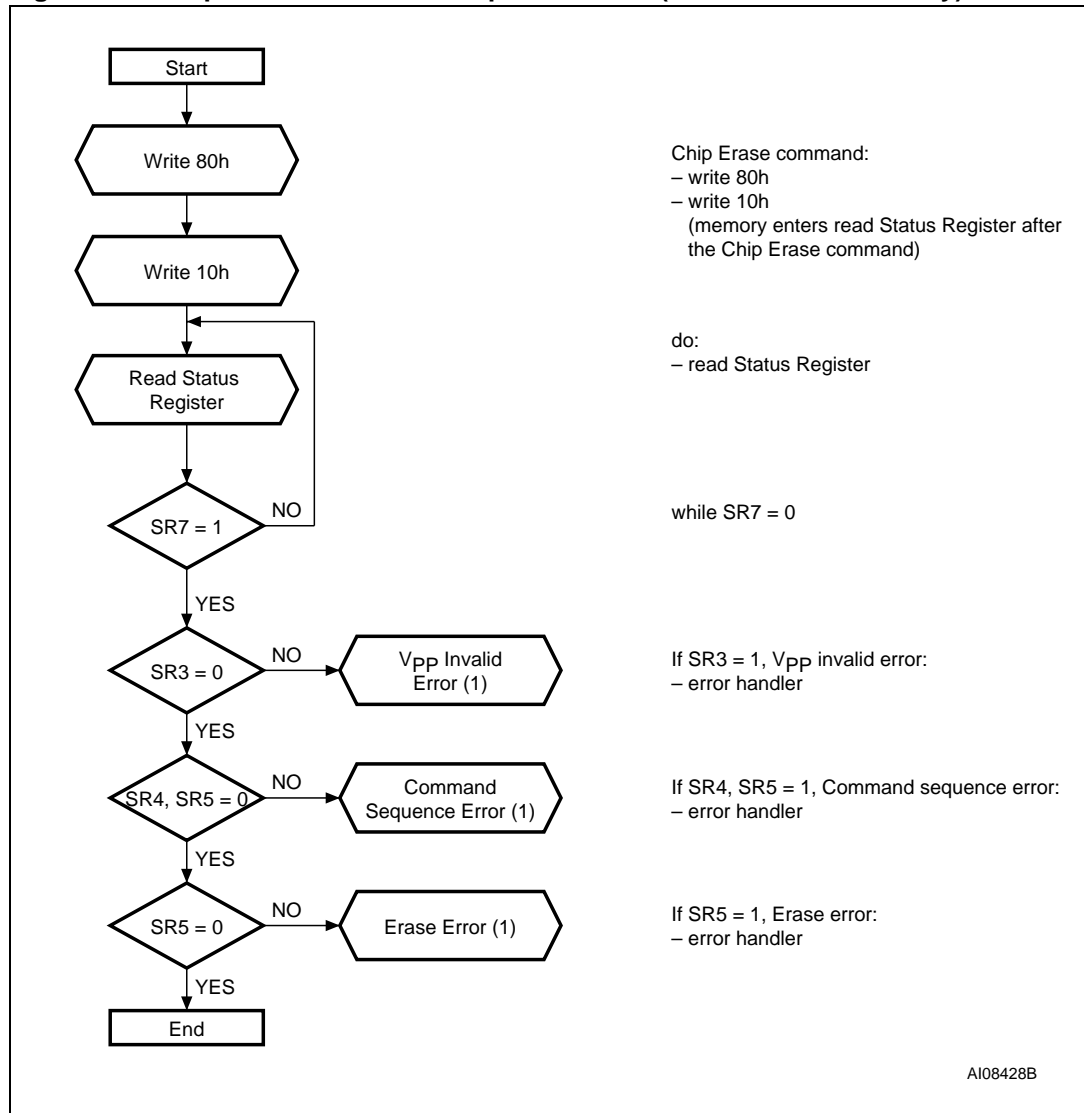 Start
Write 80h
Chip Erase command:
– write 80h
– write 10h
(memory enters read Status Register after
the Chip Erase command)
Write 10h
do:
– read Status Register
Read Status
Register
SR7 = 1
NO
while SR7 = 0
YES
SR3 = 0
NO
VPP Invalid
Error (1)
If SR3 = 1, VPP invalid error:
– error handler
YES
SR4, SR5 = 0
NO
Command
Sequence Error (1)
If SR4, SR5 = 1, Command sequence error:
– error handler
YES
SR5 = 0
NO
Erase Error (1)
If SR5 = 1, Erase error:
– error handler
YES
End
AI08428B